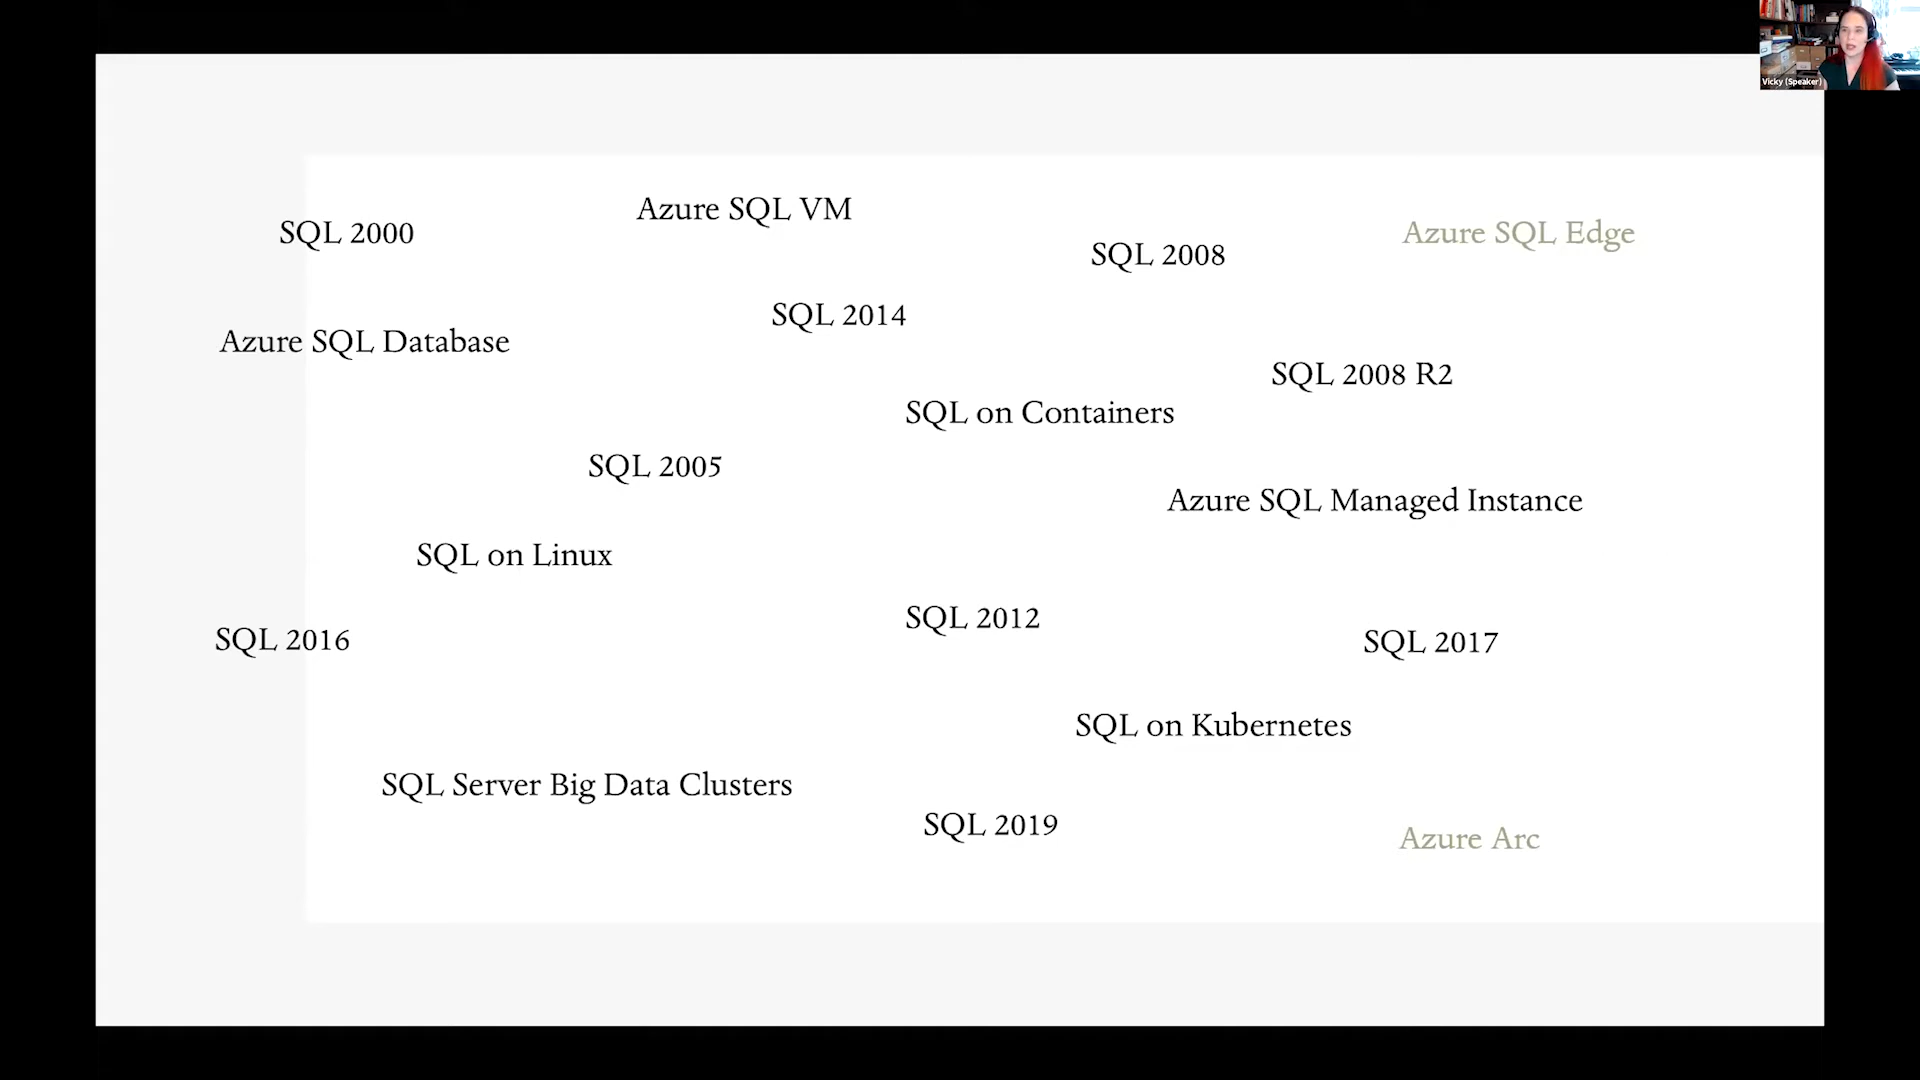 Vicky (Speaker)
Azure SQL VM
SQL 2000
Azure SQL Edge
SQL 2008
SQL 2014
Azure SQL Database
SQL 2008 R2
SQL on Containers
SQL 2005
Azure SQL Managed Instance
SQL on Linux
SQL 2012
SQL 2016
SQL 2017
SQL on Kubernetes
SQL Server Big Data Clusters
SQL 2019
Azure Arc